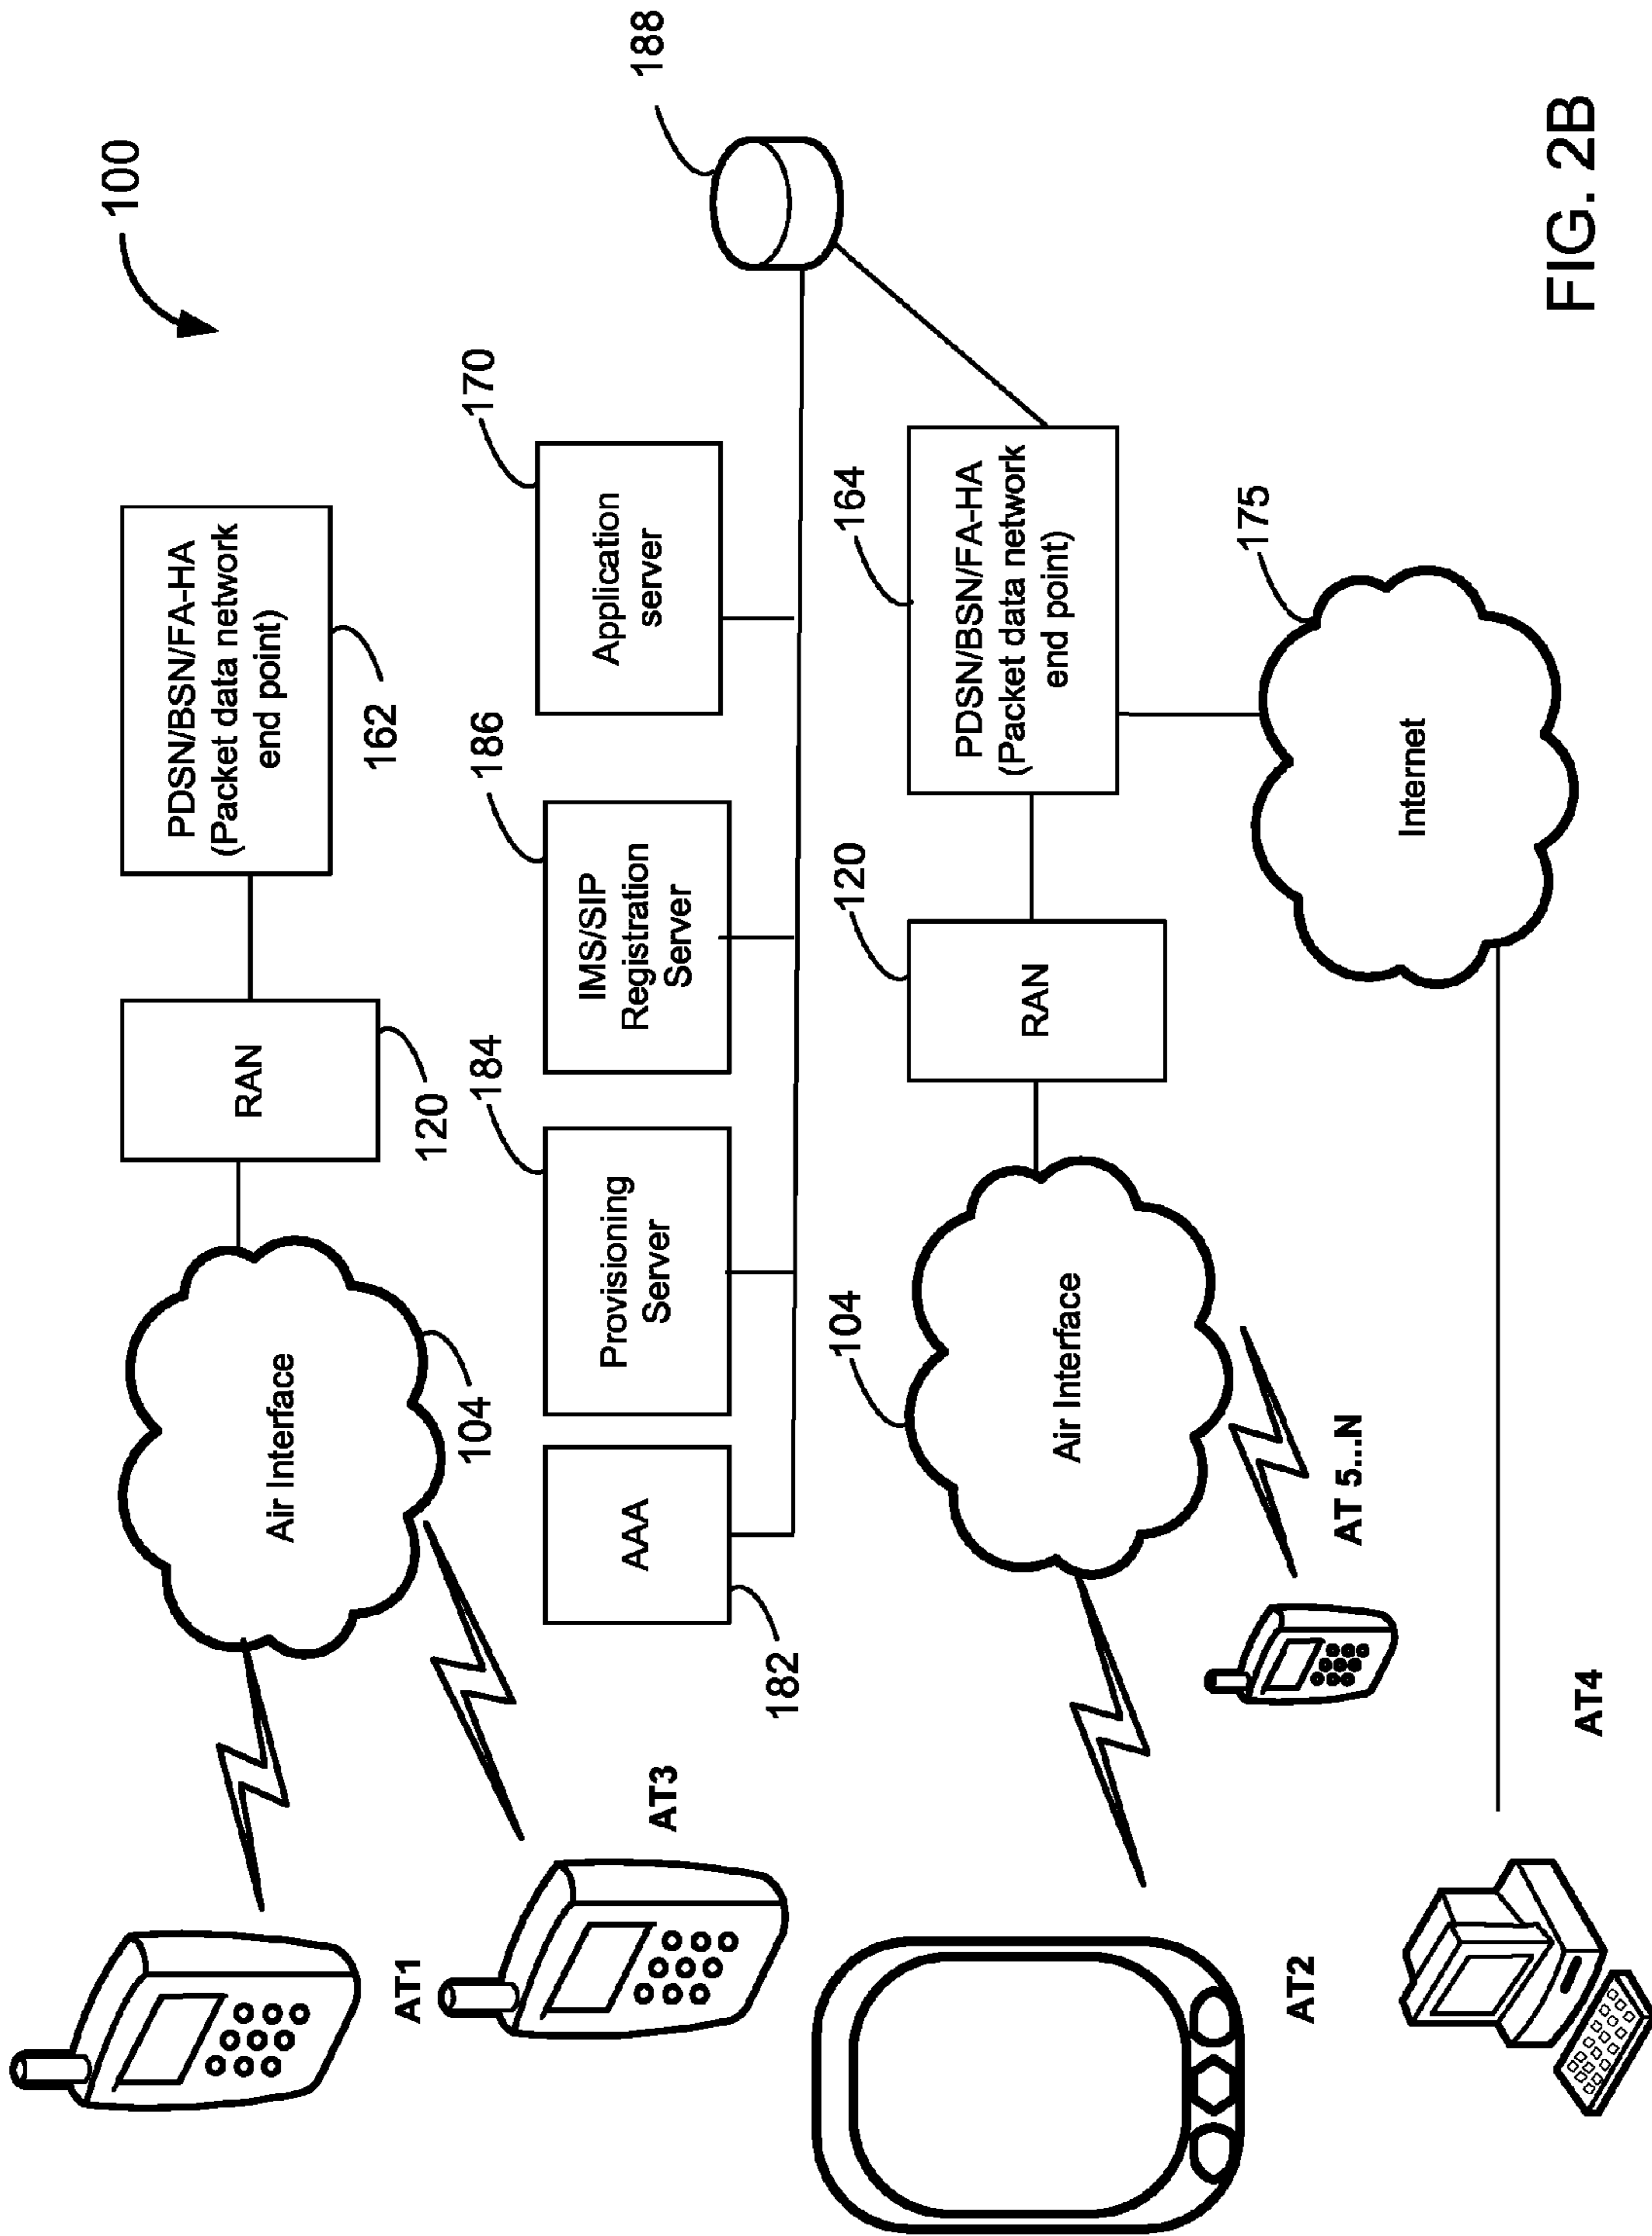 100
PDSN/BSN/FA-HA
(Packet data network
end point)
162
RAN
120
Air Interface
104
AT1
AT3
AAA
182
Provisioning
Server
184
IMS/SIP
Registration
Server
186
Application
server
170
188
PDSN/BSN/FA-HA
(Packet data network
end point)
164
RAN
120
Air Interface
104
AT 5...N
AT2
Internet
175
AT4
FIG. 2B